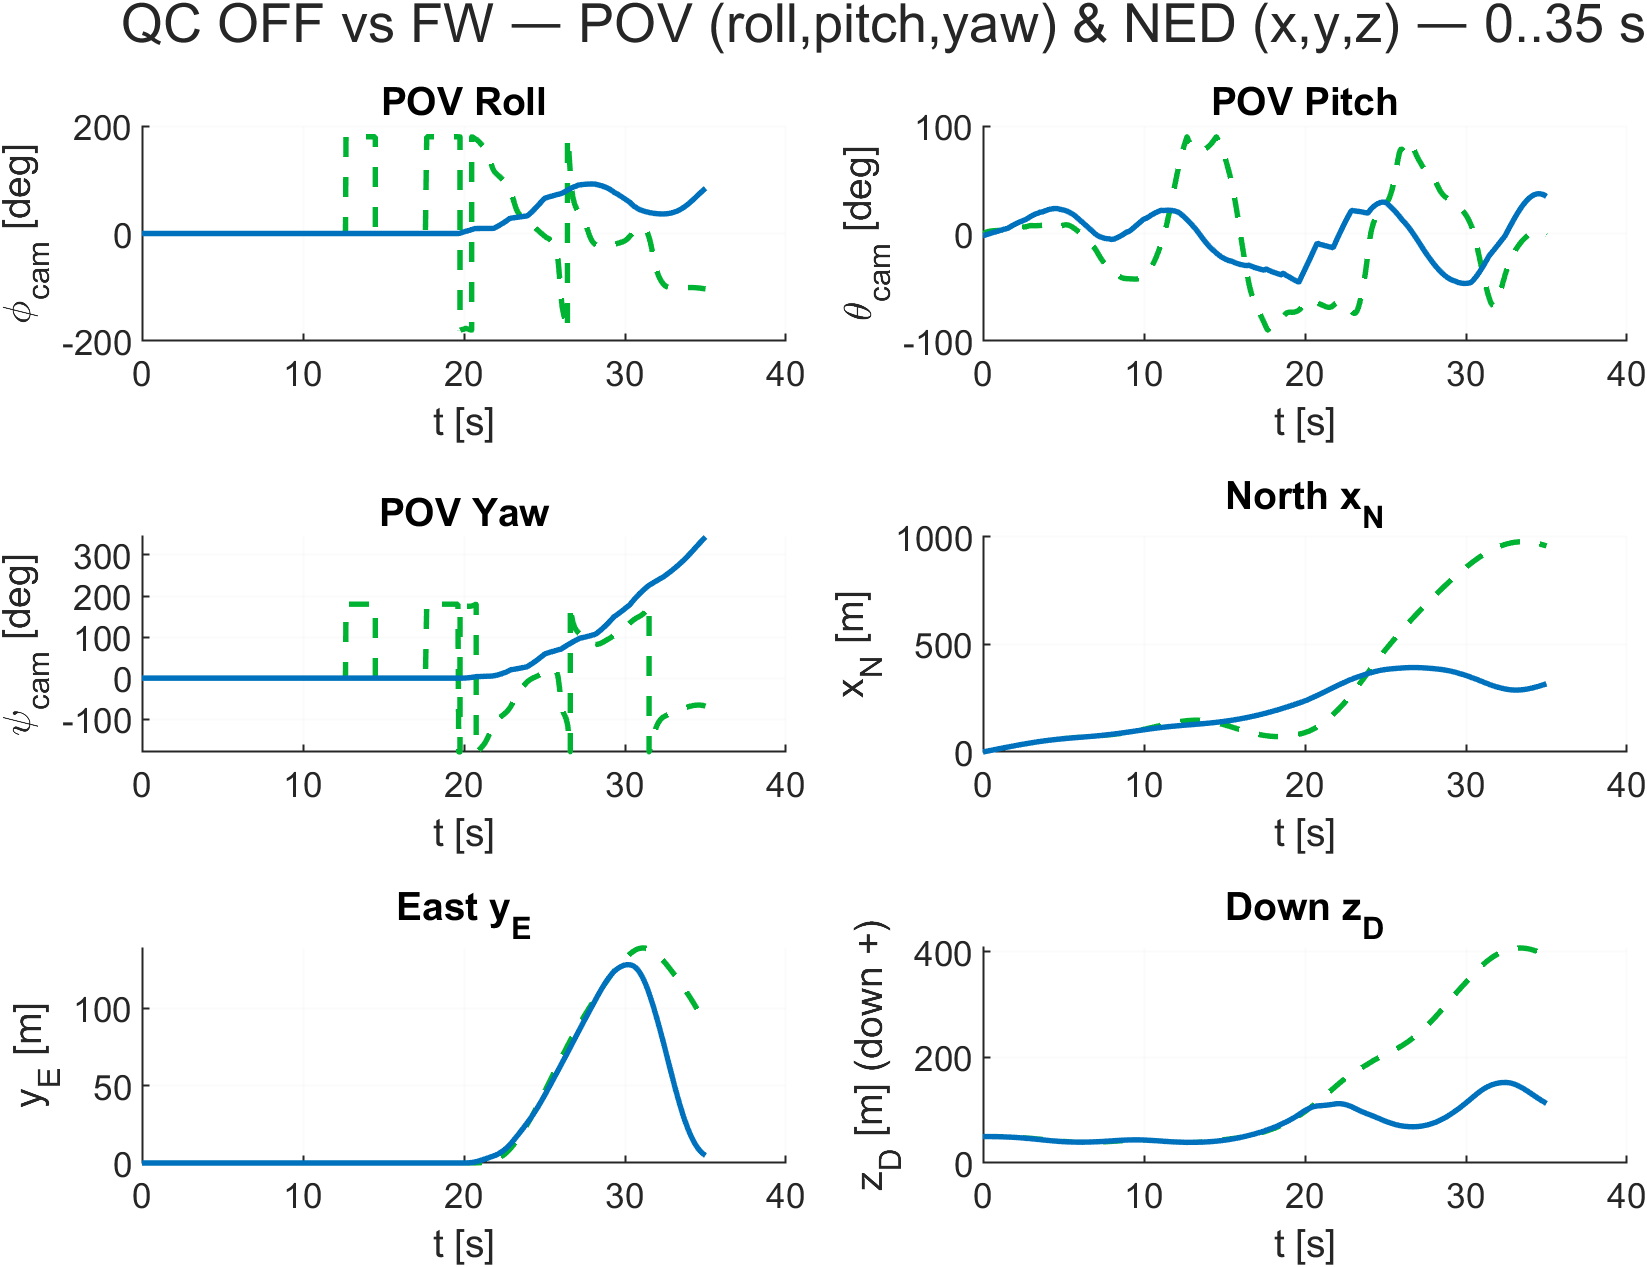 QC OFF vs FW — POV (roll,pitch,yaw) & NED (x,y,z) — 0..35 s
POV Roll
200
0
-200
ϕcam [deg]
0 10 20 30 40
t [s]
POV Pitch
100
0
-100
θcam [deg]
0 10 20 30 40
t [s]
POV Yaw
300
200
100
0
-100
ψcam [deg]
0 10 20 30 40
t [s]
North xN
1000
500
0
xN [m]
0 10 20 30 40
t [s]
East yE
100
50
0
yE [m]
0 10 20 30 40
t [s]
Down zD
400
200
0
zD [m] (down +)
0 10 20 30 40
t [s]